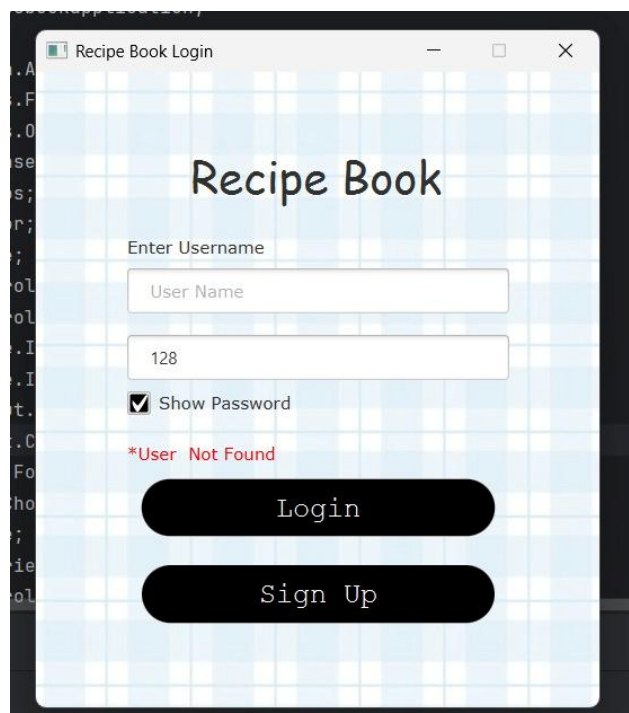 Recipe Book Login
Recipe Book
Enter Username
User Name
128
Show Password
*User Not Found
Login
Sign Up